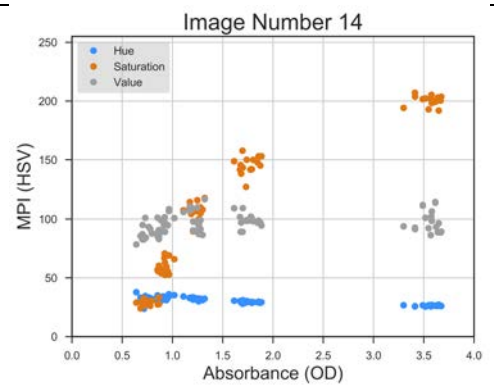 Image Number 14
250
Hue
Saturation
Value
200
150
MPI (HSV)
100
50
0
0.0 0.5 1.0 1.5 2.0 2.5 3.0 3.5 4.0
Absorbance (OD)